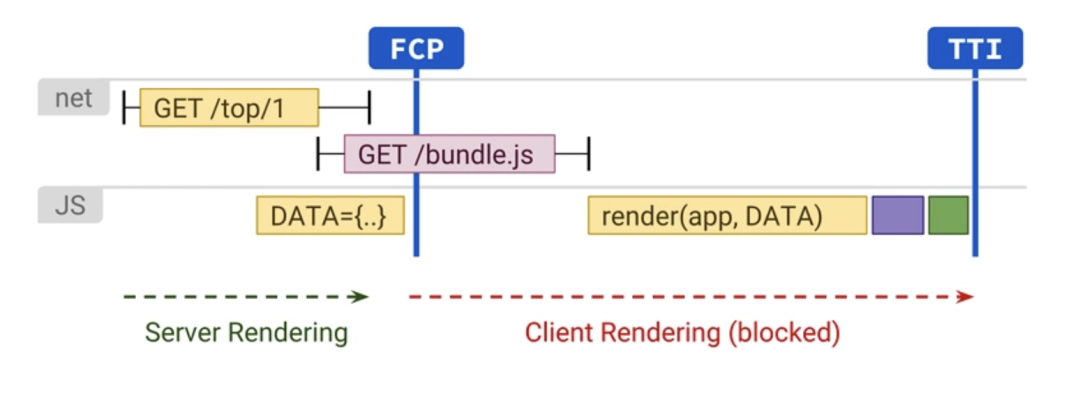 FCP
TTI
net
GET /top/1
GET /bundle.js
JS
DATA={..}
render(app, DATA)
Server Rendering
Client Rendering (blocked)